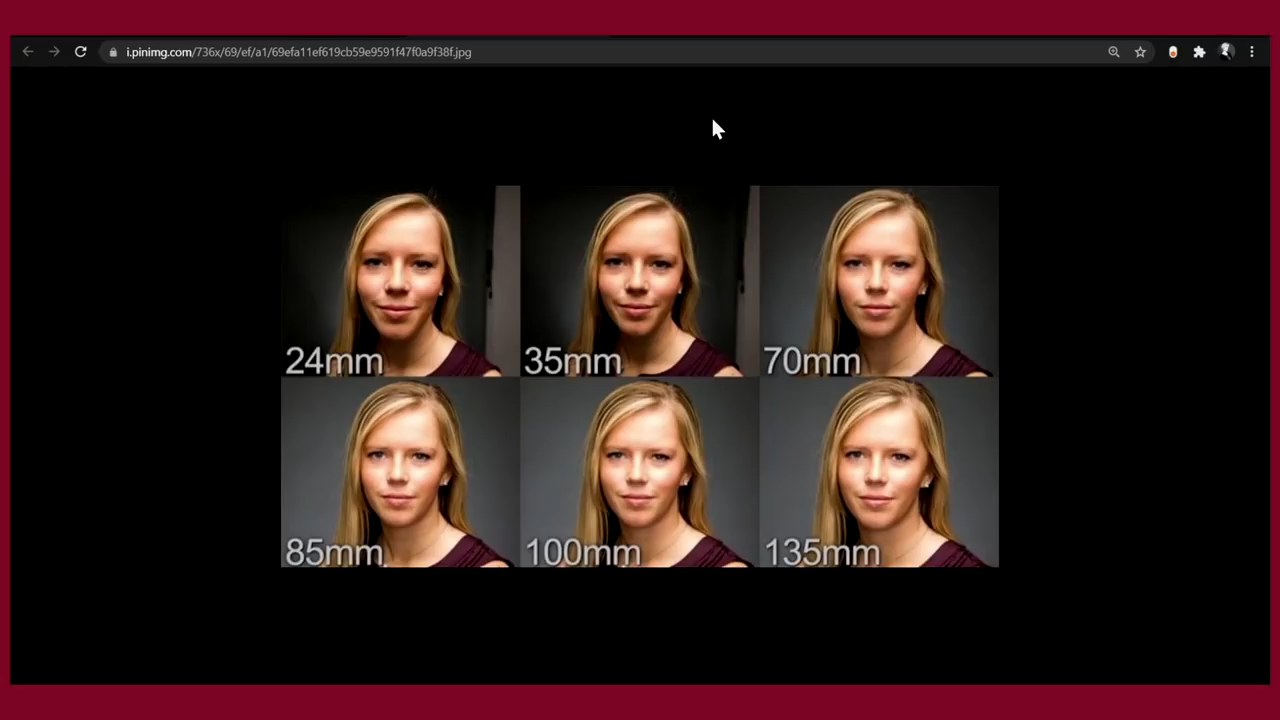 i.pinimg.com/736x/69/ef/a1/69efa11ef619cb59e9591f47f0a9f38f.jpg
24mm
35mm
70mm
85mm
100mm
135mm